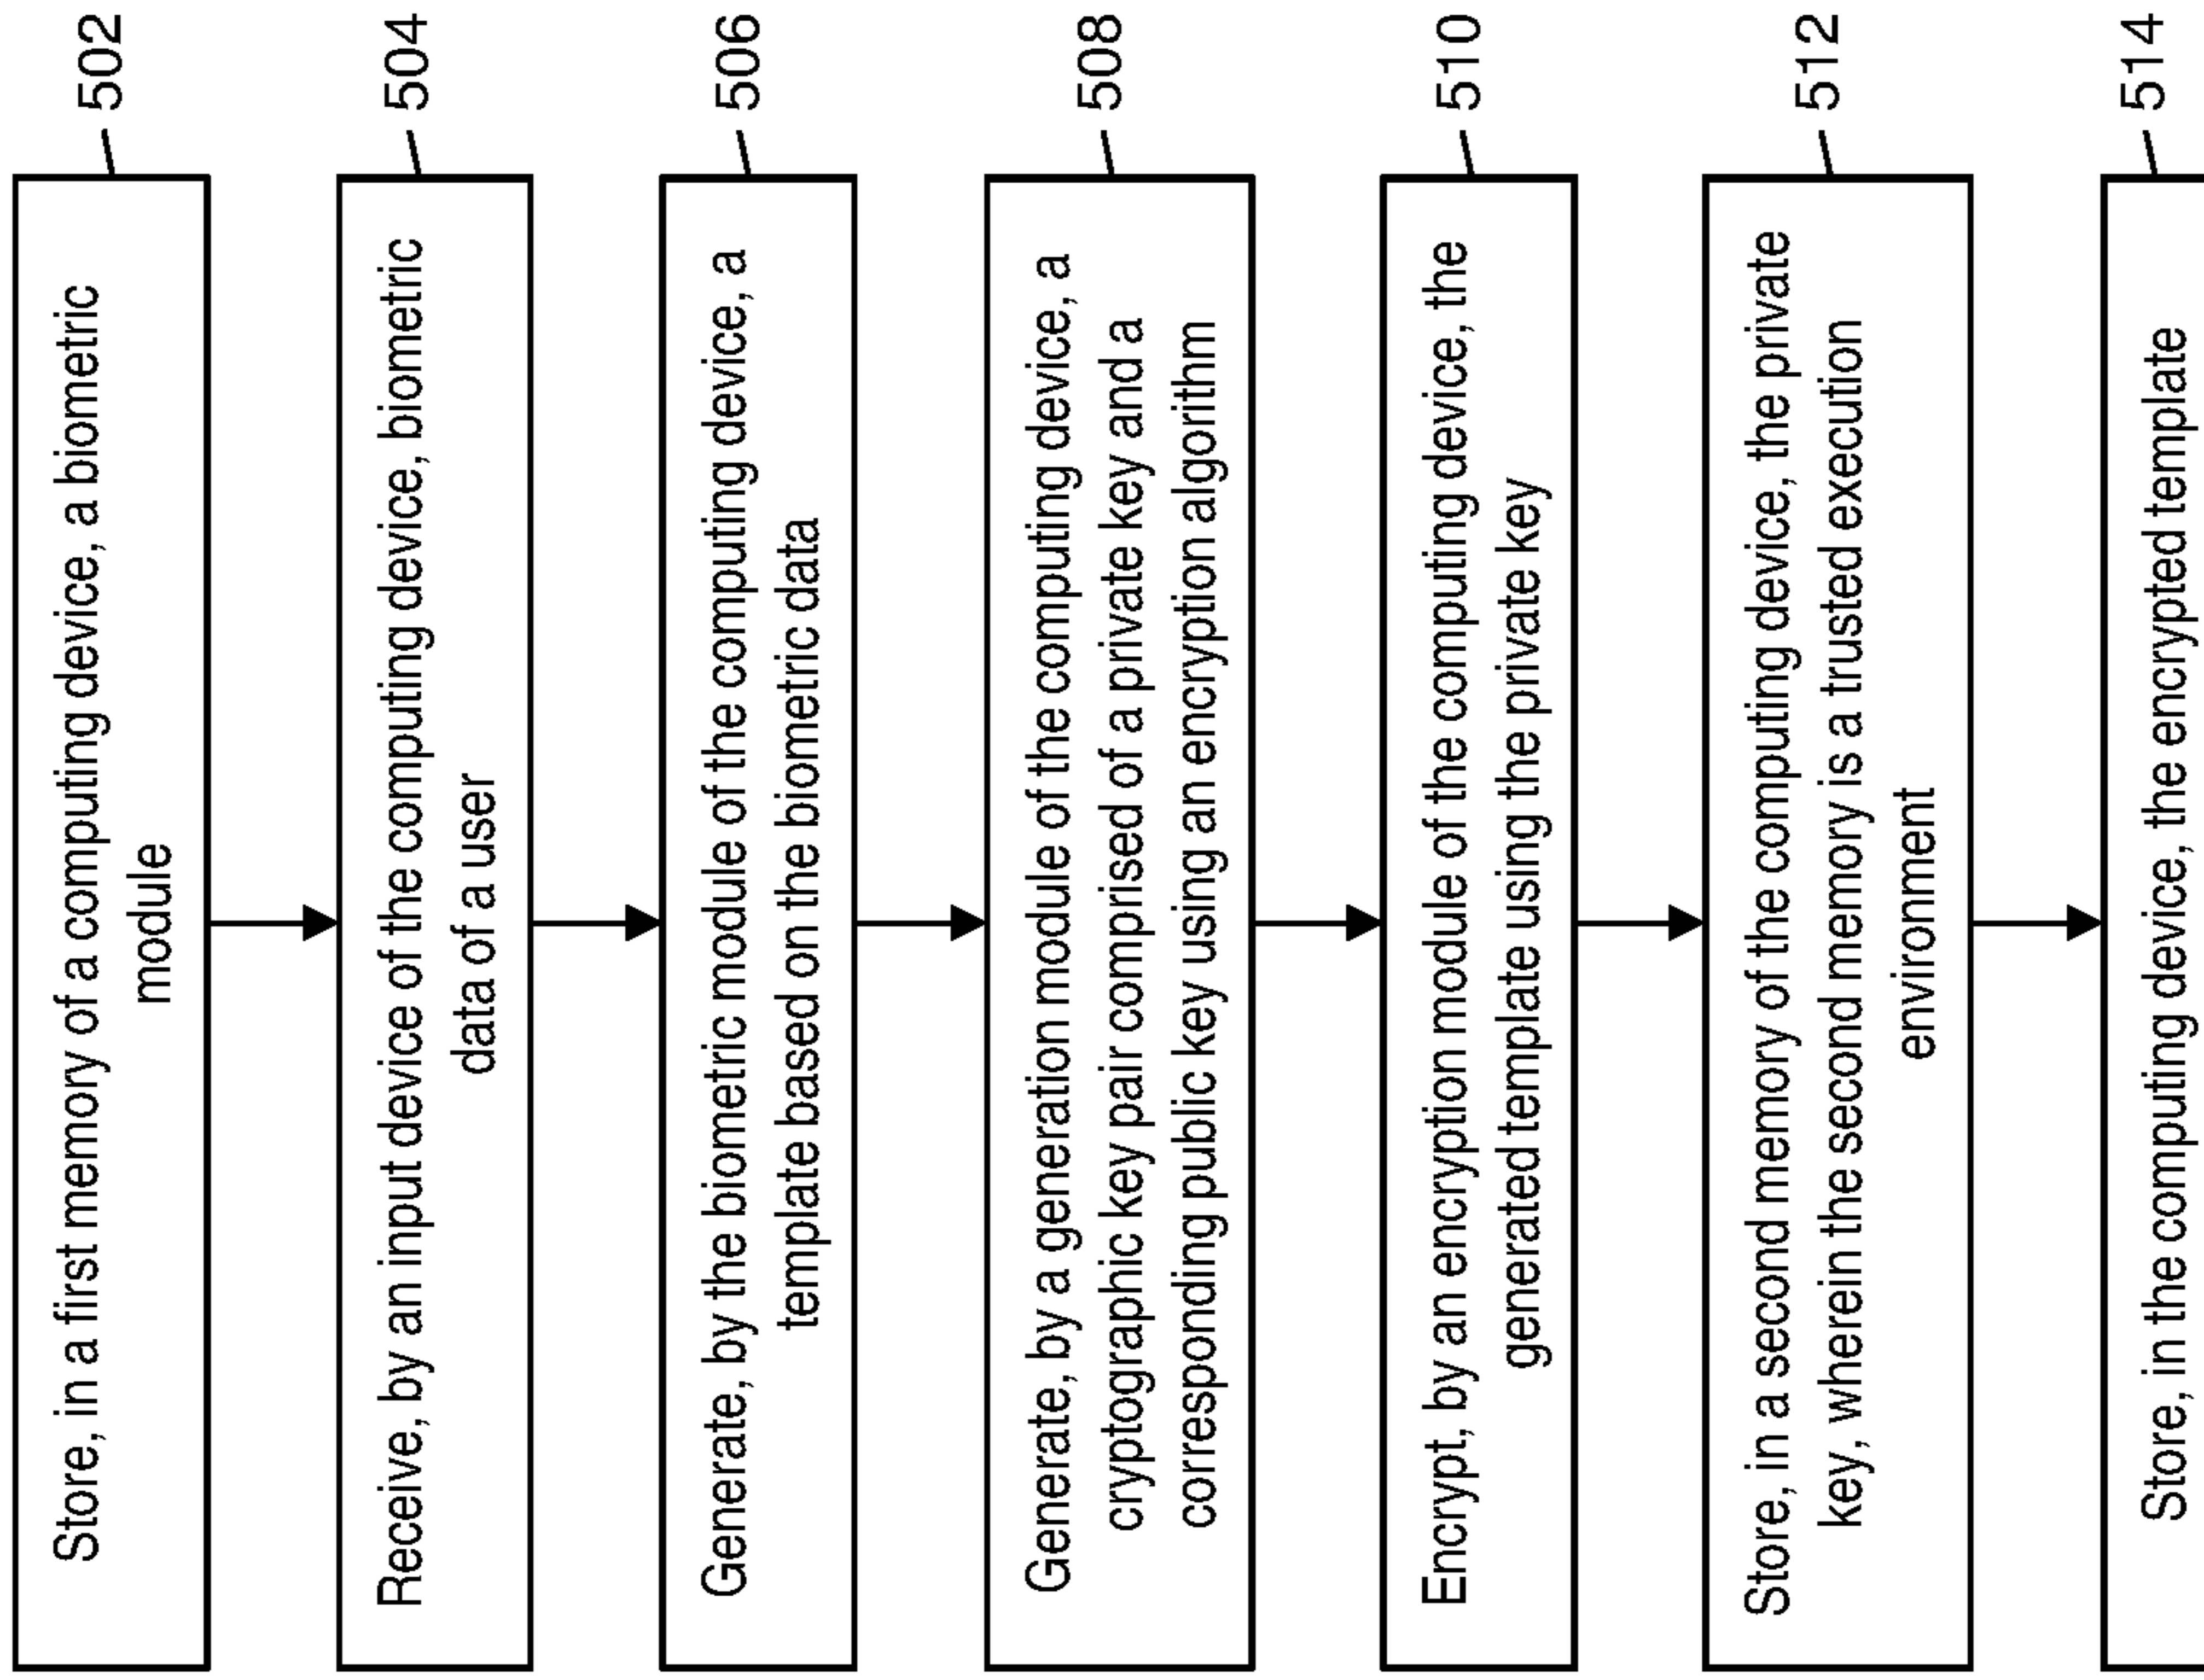 Store, in a first memory of a computing device, a biometric
module
502
Receive, by an input device of the computing device, biometric
data of a user
504
Generate, by the biometric module of the computing device, a
template based on the biometric data
506
Generate, by a generation module of the computing device, a
cryptographic key pair comprised of a private key and a
corresponding public key using an encryption algorithm
508
Encrypt, by an encryption module of the computing device, the
generated template using the private key
510
Store, in a second memory of the computing device, the private
key, wherein the second memory is a trusted execution
environment
512
Store, in the computing device, the encrypted template
514